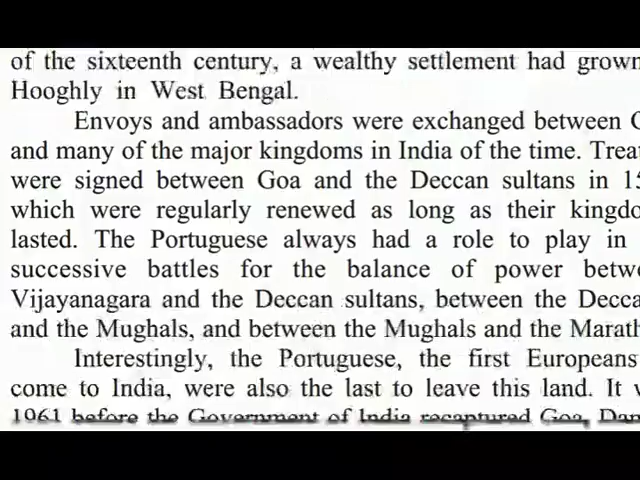 of the sixteenth century, a wealthy settlement had grown
Hooghly in West Bengal.
Envoys and ambassadors were exchanged between
and many of the major kingdoms in India of the time.
were signed between Goa and the Deccan sultans in
which were regularly renewed as long as their
lasted. The Portuguese always had a role to play in
successive battles for the balance of power
Vijayanagara and the Deccan sultans, between the
and the Mughals, and between the Mughals and the
Interestingly, the Portuguese, the first Europeans
come to India, were also the last to leave this land. It
1961 before the Government of India recaptured Goa,